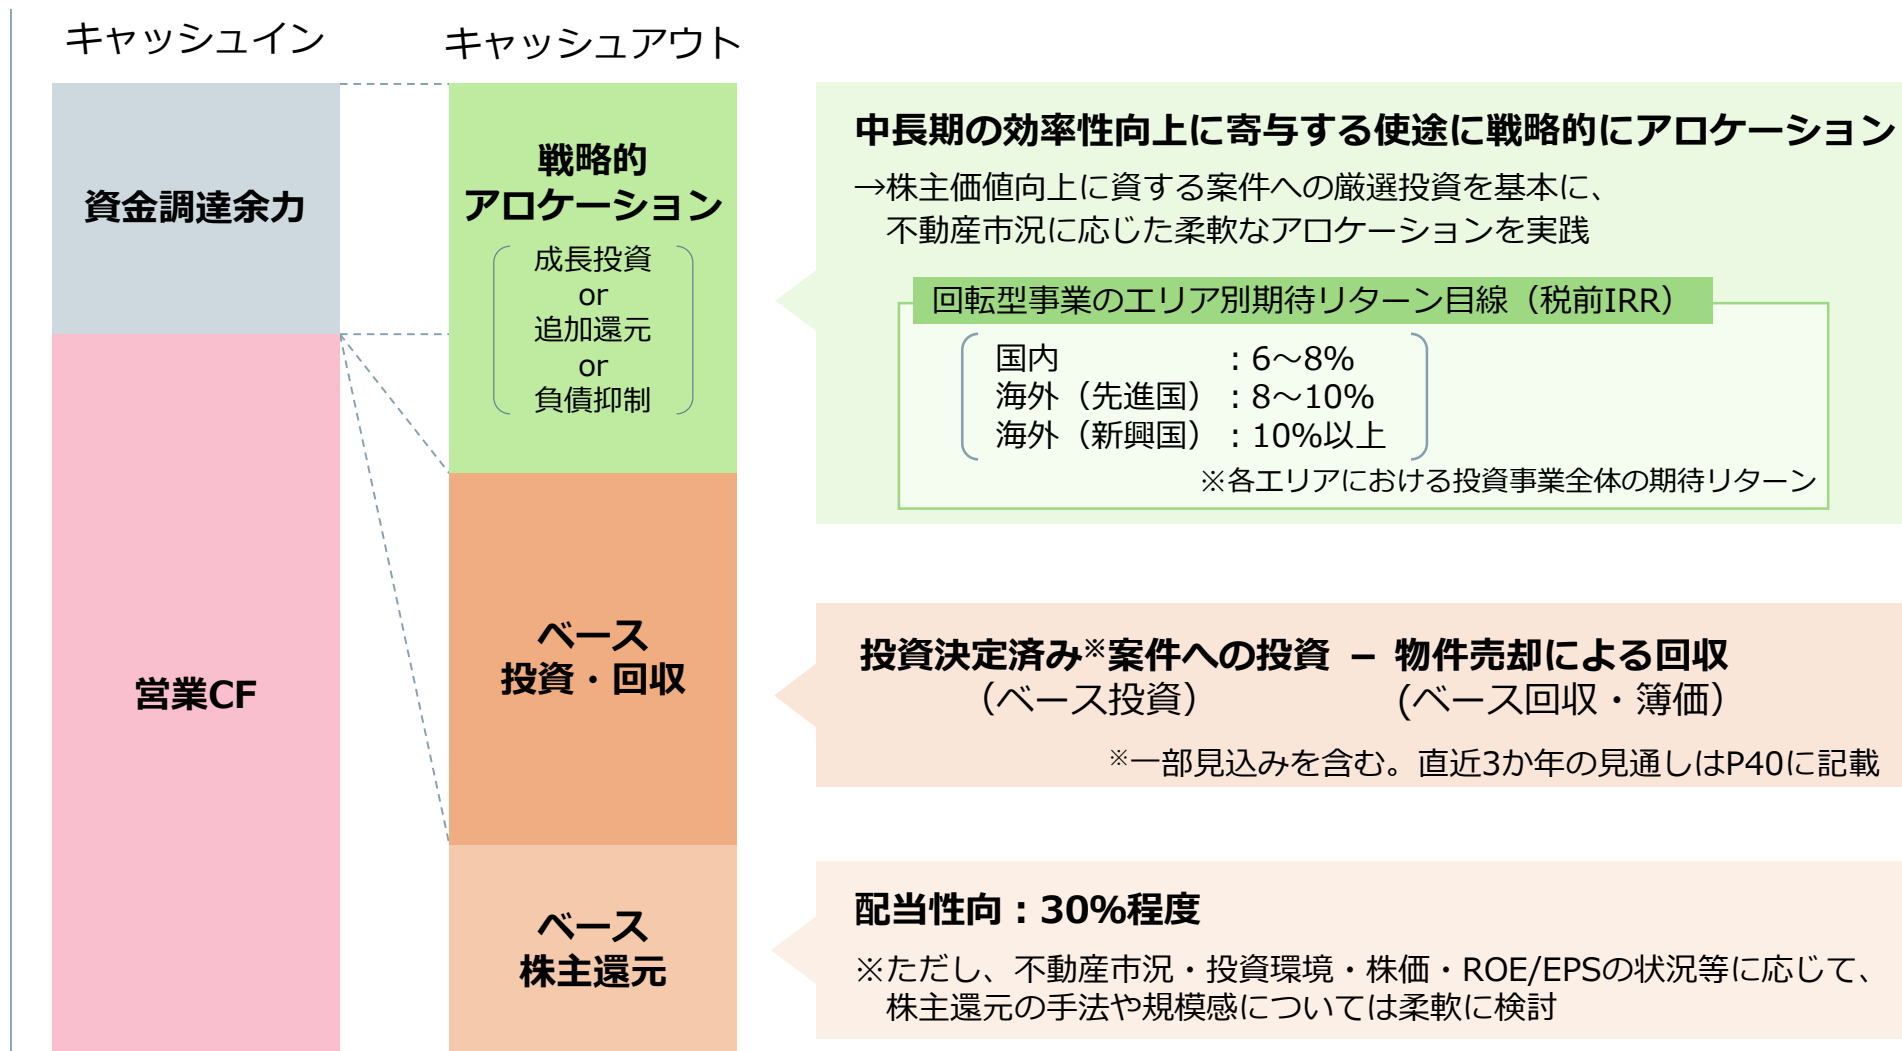 キャッシュイン
キャッシュアウト
資金調達余力
営業CF
戦略的
アロケーション
成長投資
or
追加還元
or
負債抑制
ベース
投資・回収
ベース
株主還元
中長期の効率性向上に寄与する使途に戦略的にアロケーション
→株主価値向上に資する案件への厳選投資を基本に、
不動産市況に応じた柔軟なアロケーションを実践
回転型事業のエリア別期待リターン目線（税前IRR）
国内：6～8%
海外（先進国）：8～10%
海外（新興国）：10%以上
※各エリアにおける投資事業全体の期待リターン
投資決定済み※案件への投資 － 物件売却による回収
（ベース投資） (ベース回収・簿価）
※一部見込みを含む。直近3か年の見通しはP40に記載
配当性向：30%程度
※ただし、不動産市況・投資環境・株価・ROE/EPSの状況等に応じて、
株主還元の手法や規模感については柔軟に検討